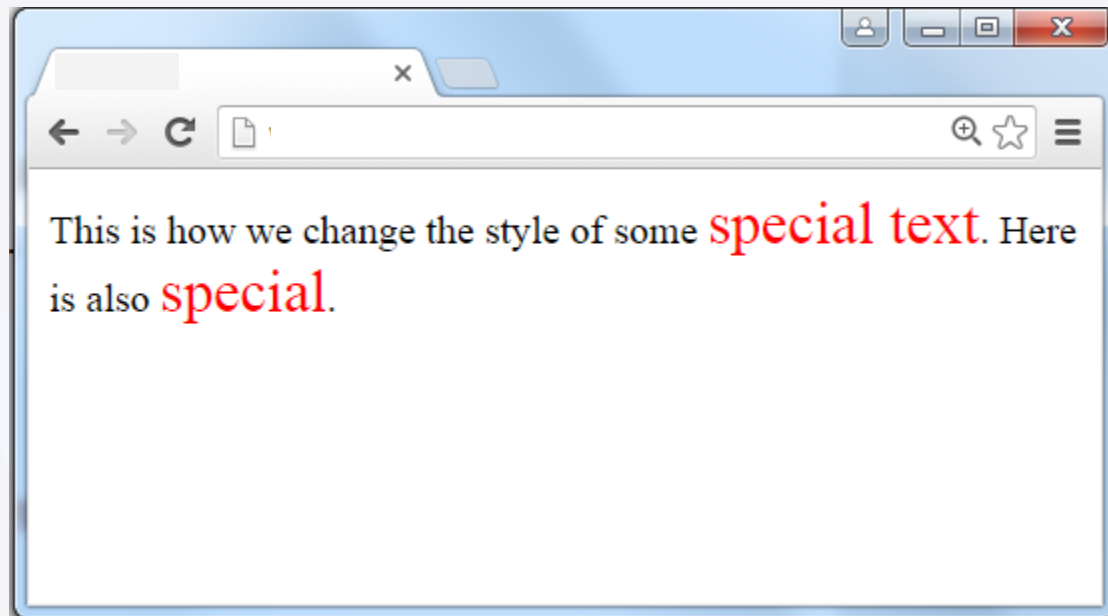 This is how we change the style of some special text. Here
is also special.